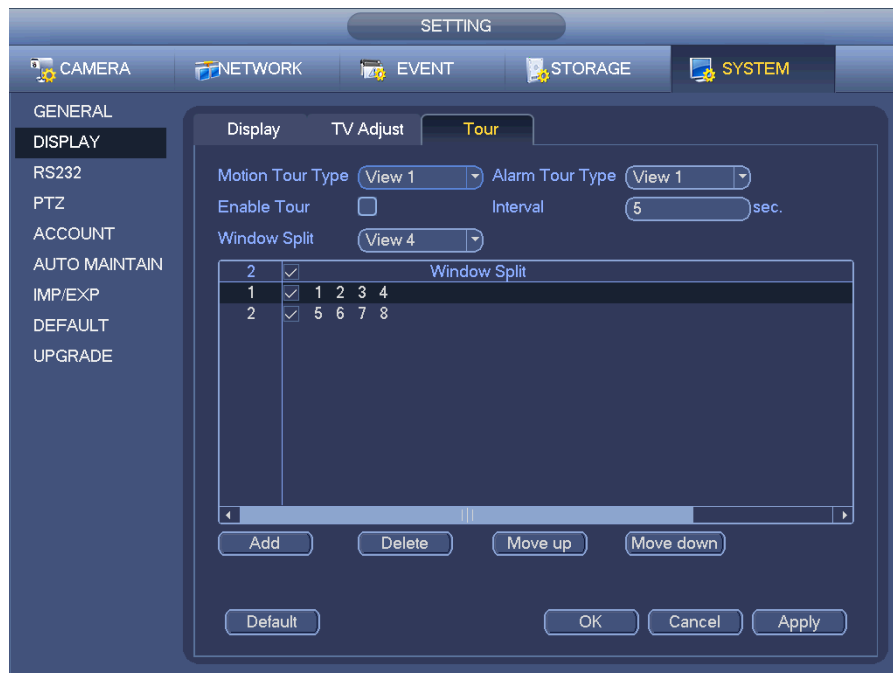 SETTING
CAMERA NETWORK EVENT STORAGE SYSTEM
GENERAL
DISPLAY
RS232
PTZ
ACCOUNT
AUTO MAINTAIN
IMP/EXP
DEFAULT
UPGRADE
Display TV Adjust Tour
Motion Tour Type View 1 Alarm Tour Type View 1
Enable Tour Interval 5 sec.
Window Split View 4
2 Window Split
1 1 2 3 4
2 5 6 7 8
Add Delete Move up Move down
Default OK Cancel Apply